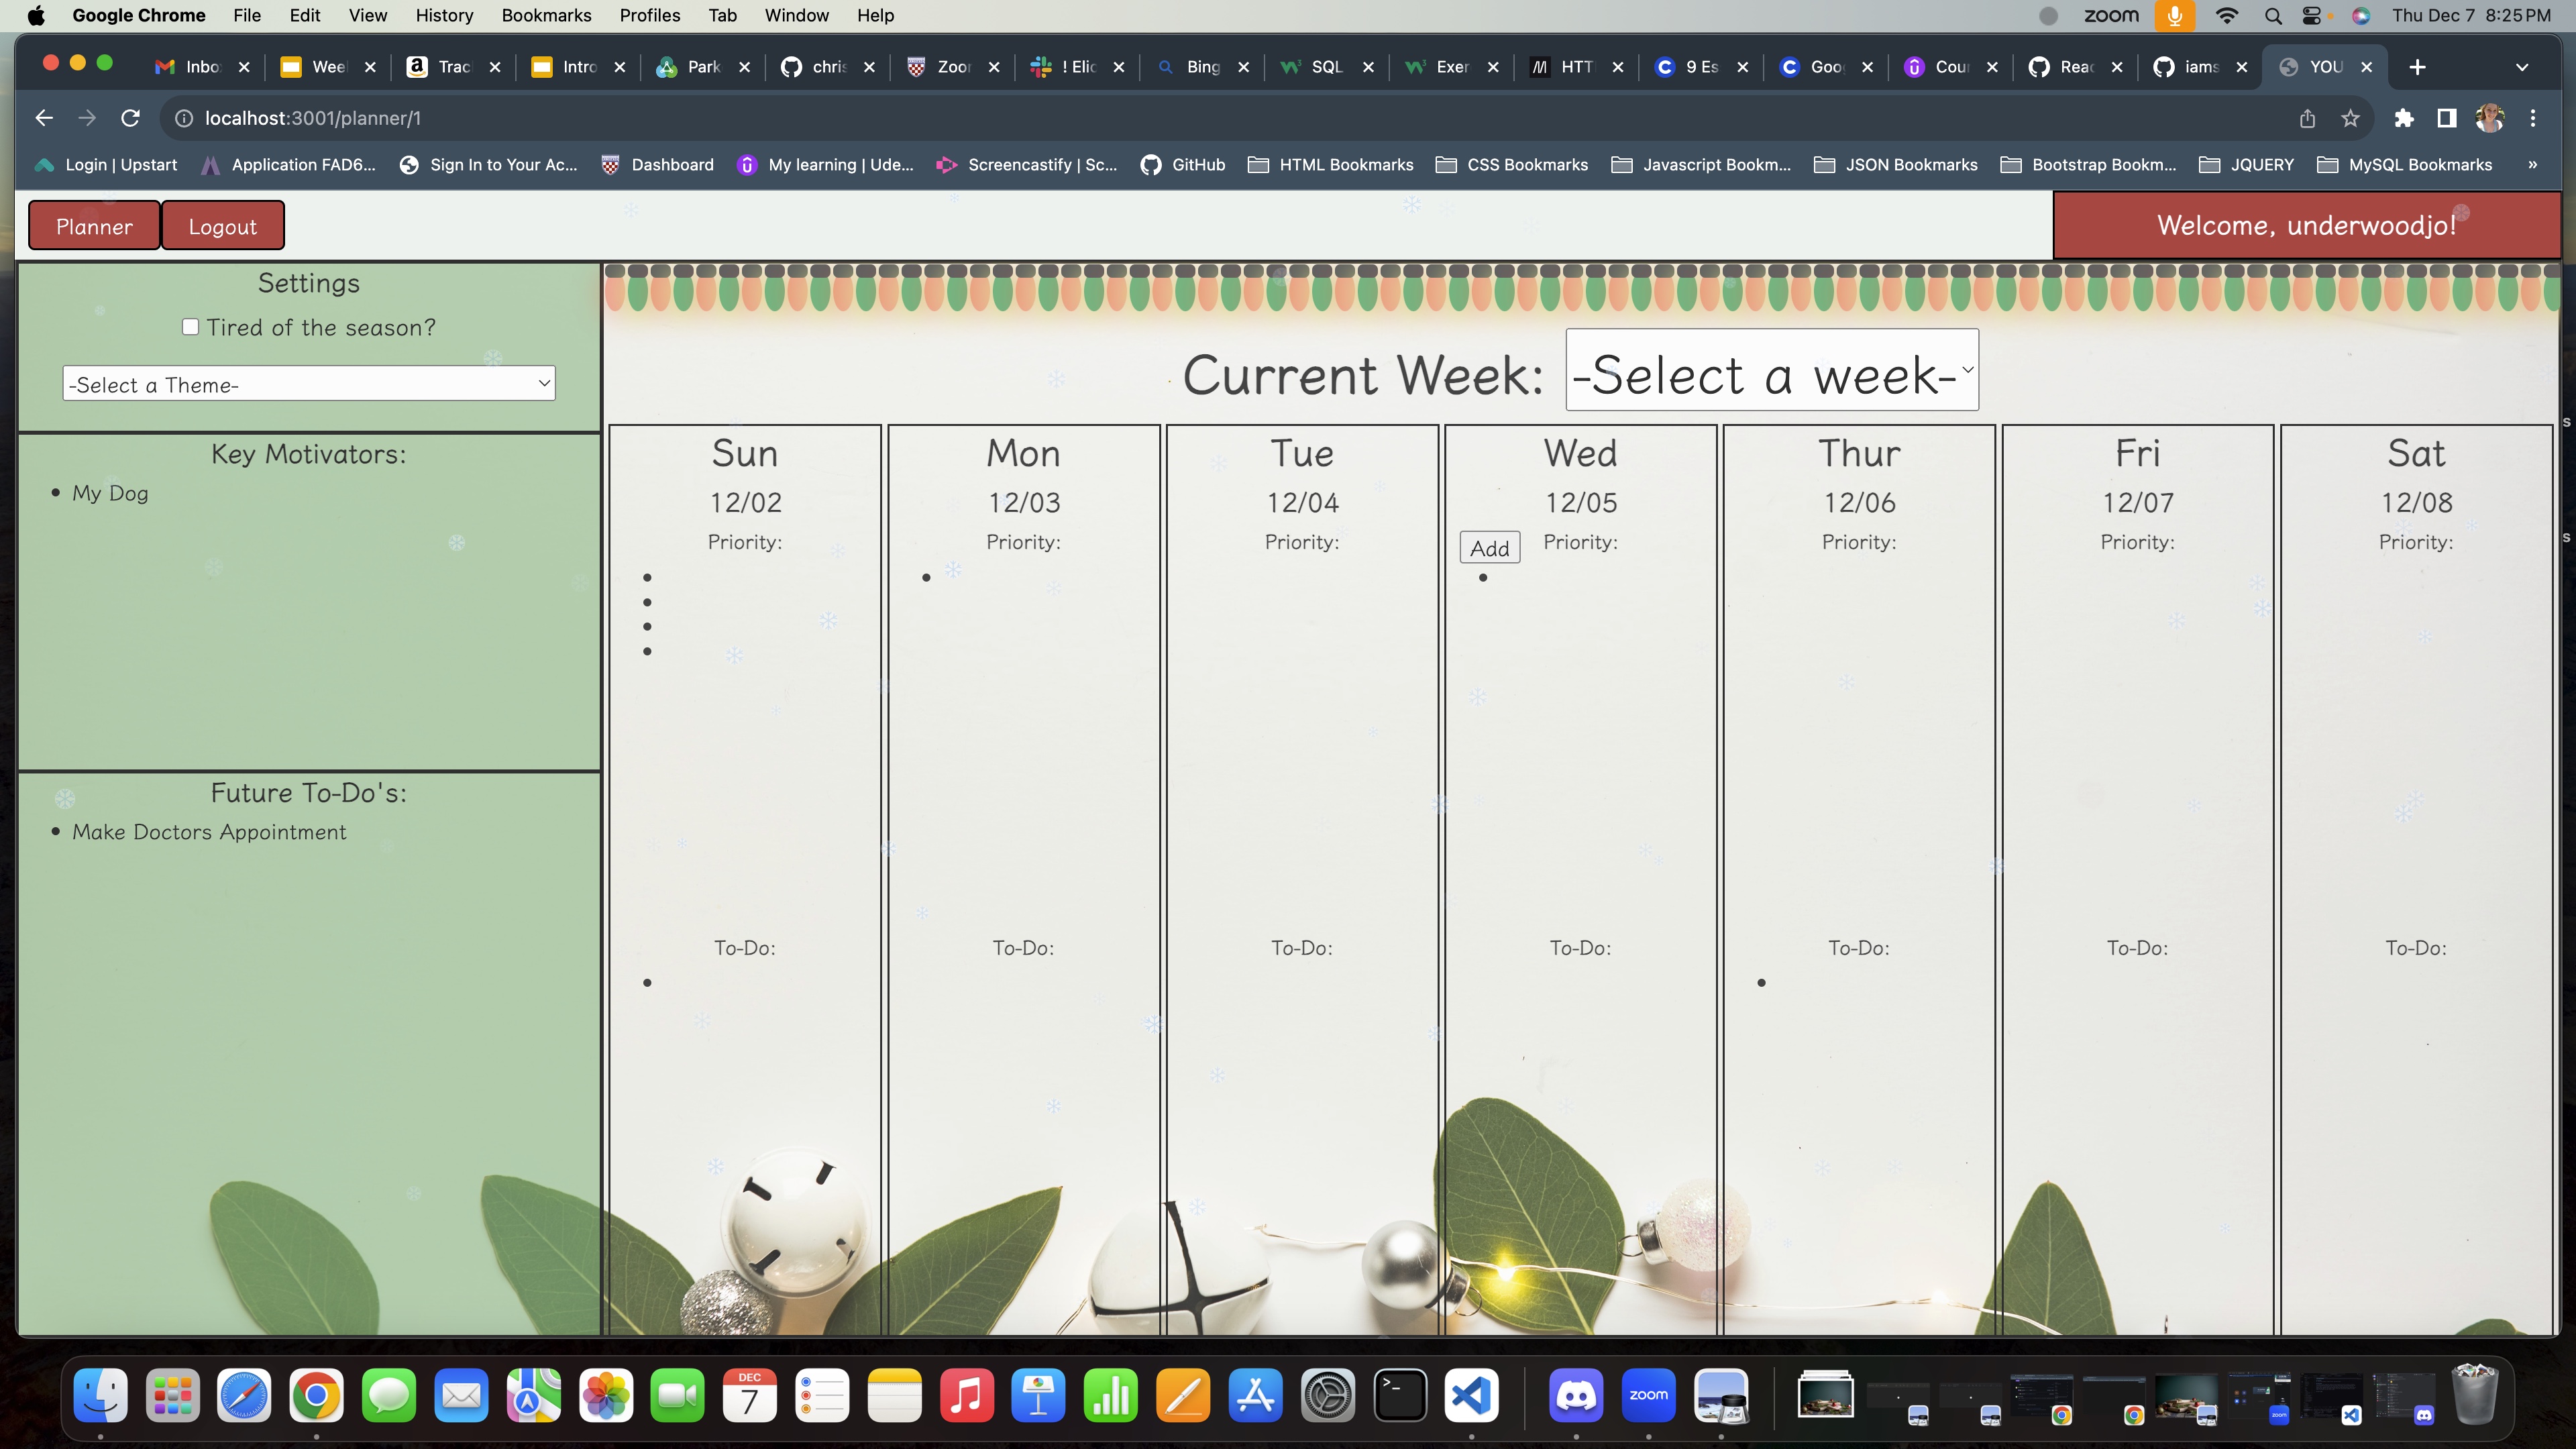 Google Chrome File Edit View History Bookmarks Profiles Tab Window Help zoom Thu Dec 7 8:25 PM
Inbo Wee Trac Intro Park chris Zoor ! Elic Bing SQL Exer HTT 9 Es Goo Cou Reac iams YOU
localhost:3001/planner/1
Login | Upstart Application FAD6... Sign In to Your Ac... Dashboard My learning | Ude... Screencastify | Sc... GitHub HTML Bookmarks CSS Bookmarks Javascript Bookm... JSON Bookmarks Bootstrap Bookm... JQUERY MySQL Bookmarks »
Planner Logout Welcome, underwoodjo!
Settings
Tired of the season?
-Select a Theme-
Key Motivators:
• My Dog
Future To-Do's:
• Make Doctors Appointment
Current Week: -Select a week-
Sun Mon Tue Wed Thur Fri Sat
12/02 12/03 12/04 12/05 12/06 12/07 12/08
Priority: Priority: Priority: Add Priority: Priority: Priority: Priority:
To-Do: To-Do: To-Do: To-Do: To-Do: To-Do: To-Do:
DEC
7
zoom